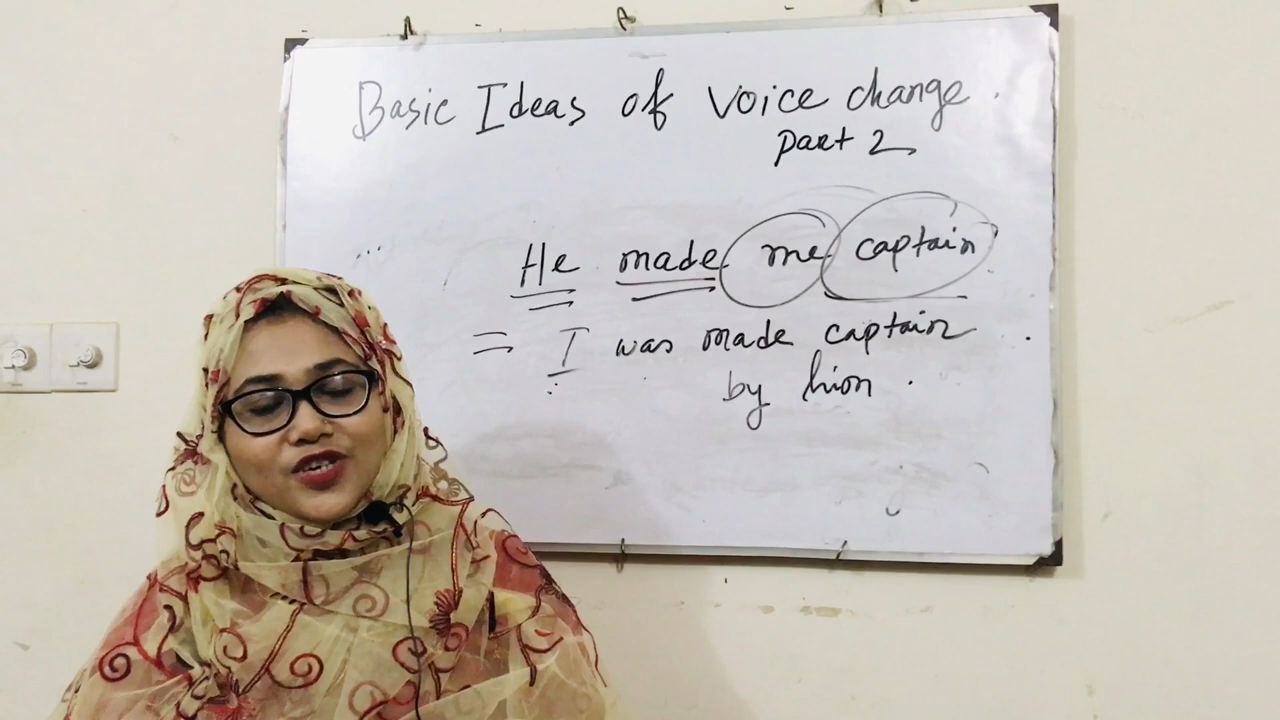 Basic Ideas of Voice change.
part 2
He made me captain.
= I was made captain.
by him.